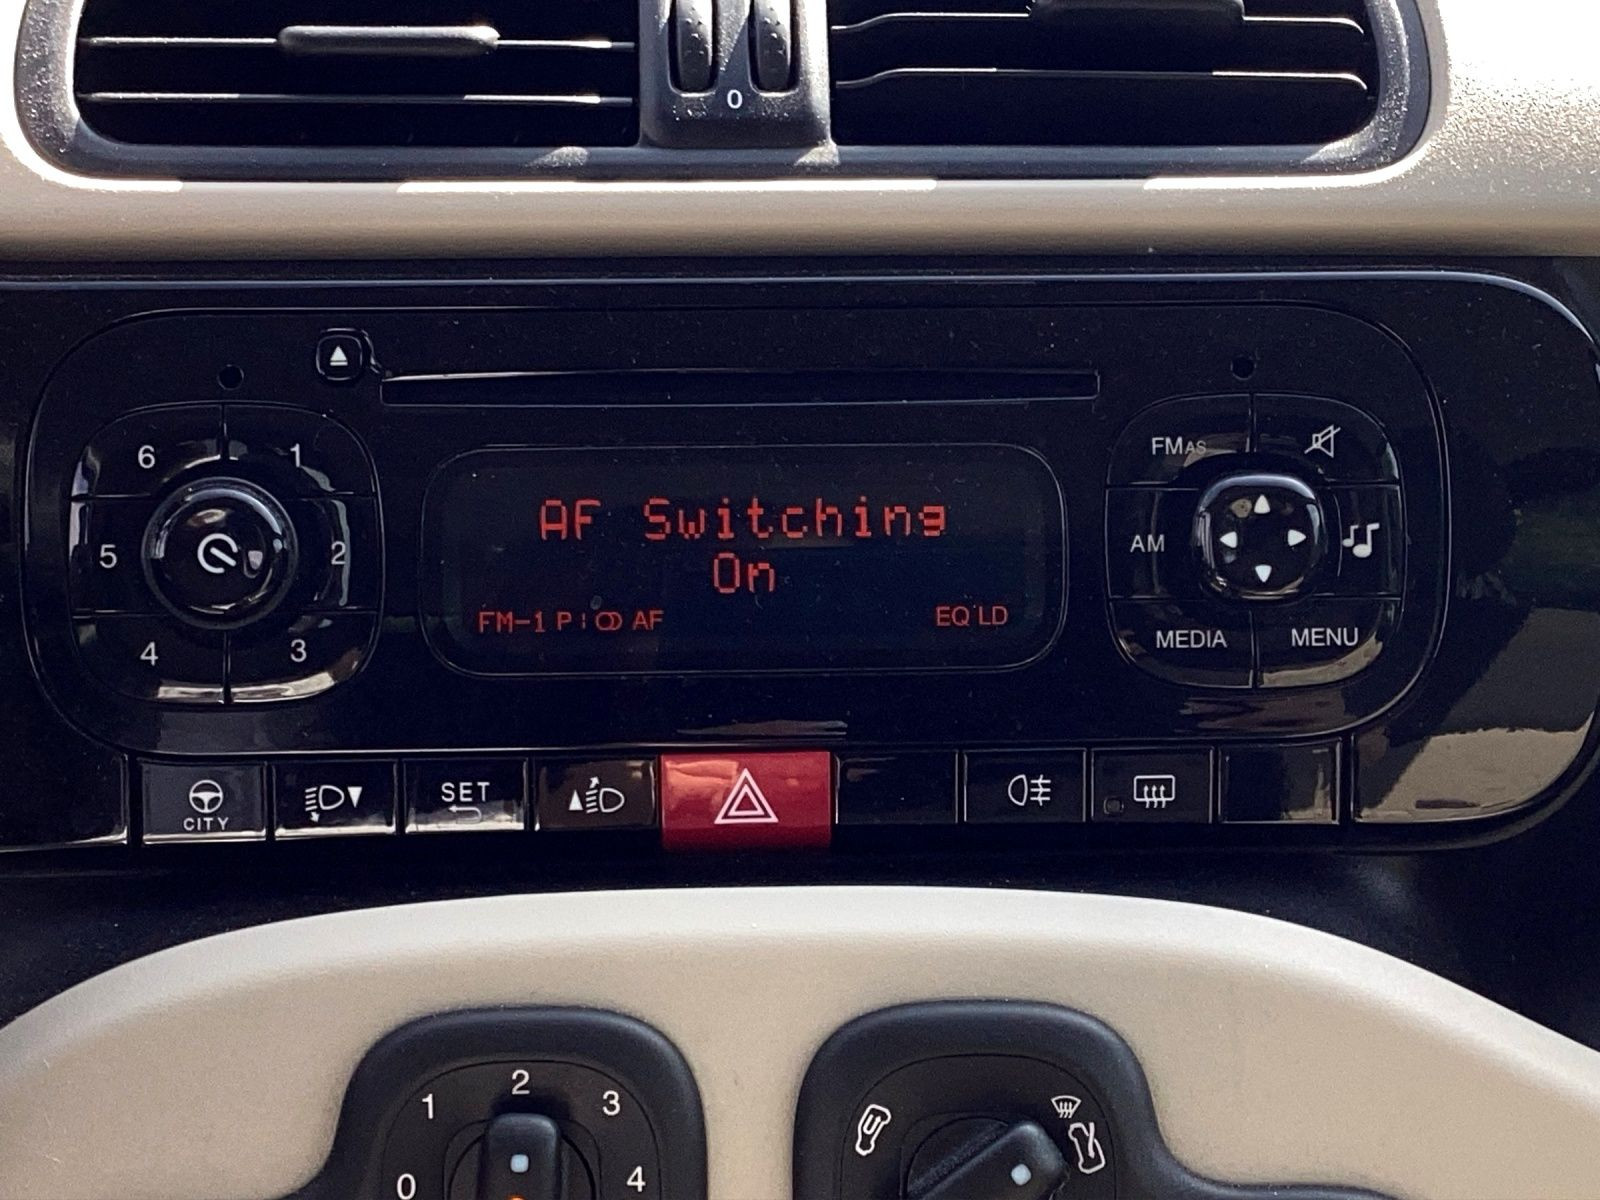 0
6 1
5 2
4 3
AF Switching
On
FM-1 P AF
EQ LD
FMAS
AM
MEDIA MENU
CITY
SET
1 2 3
0 4